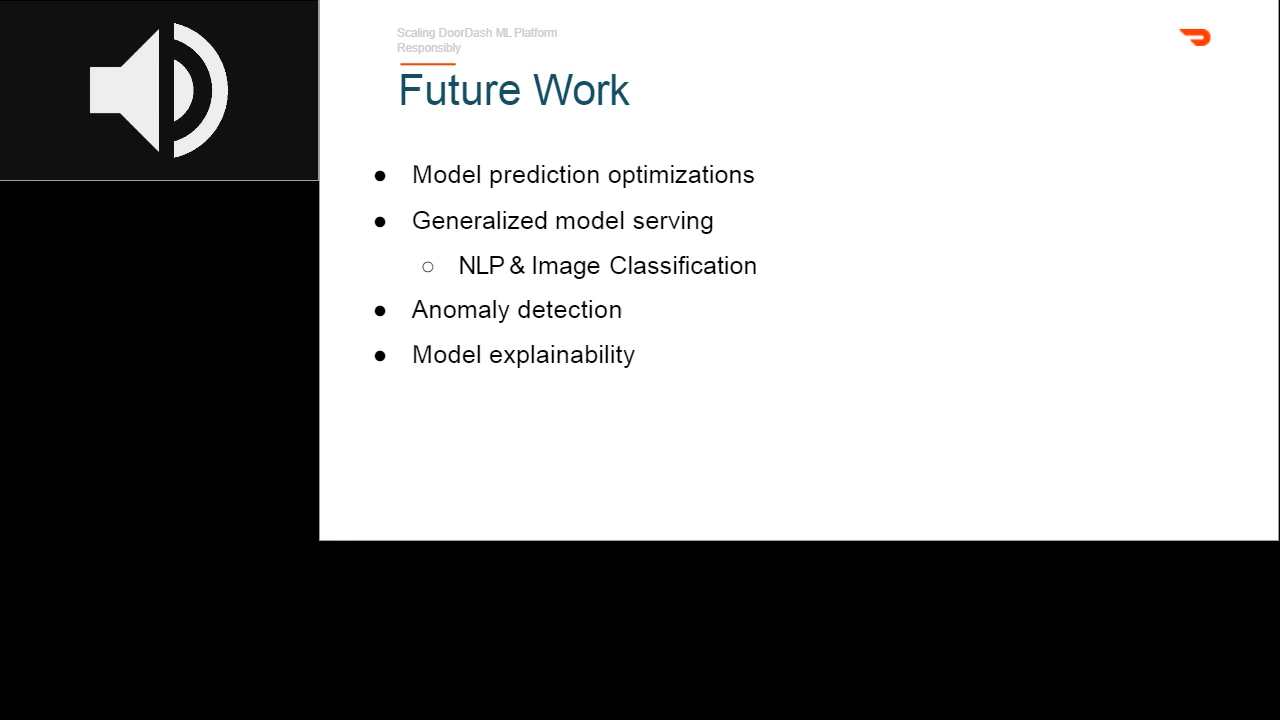 Scaling DoorDash ML Platform
Responsibly
Future Work
● Model prediction optimizations
● Generalized model serving
○ NLP & Image Classification
● Anomaly detection
● Model explainability